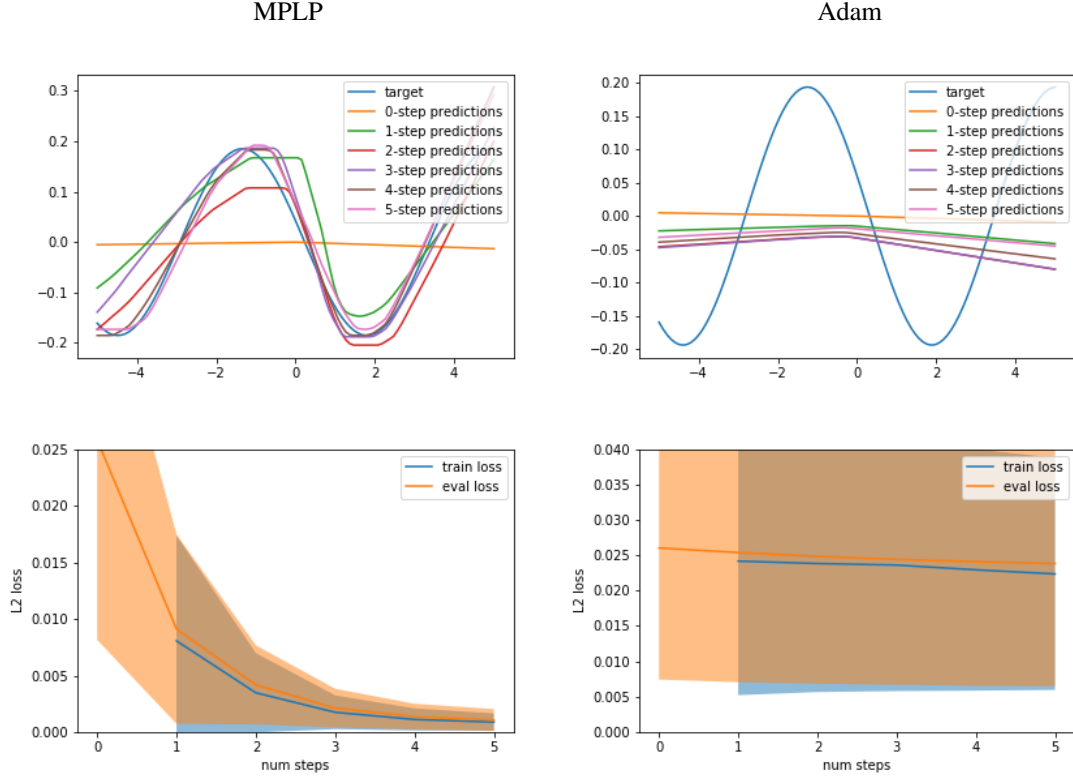 MPLP
Adam
0.3
0.2
0.1
0.0
−0.1
−0.2
target
0-step predictions
1-step predictions
2-step predictions
3-step predictions
4-step predictions
5-step predictions
−4 −2 0 2 4
0.20
0.15
0.10
0.05
0.00
−0.05
−0.10
−0.15
−0.20
target
0-step predictions
1-step predictions
2-step predictions
3-step predictions
4-step predictions
5-step predictions
−4 −2 0 2 4
L2 loss
0.025
0.020
0.015
0.010
0.005
0.000
train loss
eval loss
0 1 2 3 4 5
num steps
L2 loss
0.040
0.035
0.030
0.025
0.020
0.015
0.010
0.005
0.000
train loss
eval loss
0 1 2 3 4 5
num steps